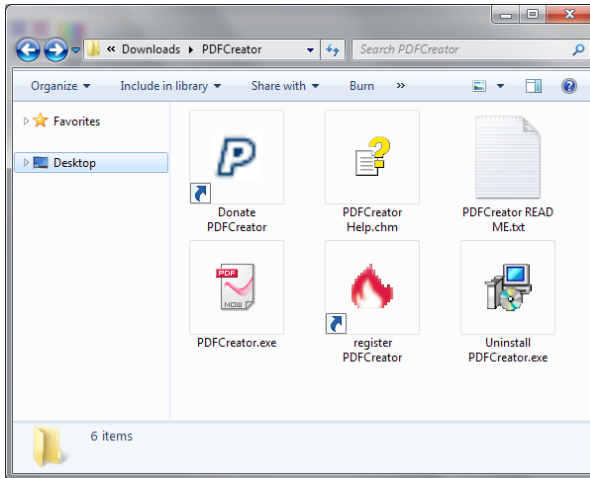 « Downloads ▸ PDFCreator
Search PDFCreator
Organize ▼ Include in library ▼ Share with ▼ Burn »
Favorites
Desktop
P
Donate
PDFCreator
PDFCreator
Help.chm
PDFCreator READ
ME.txt
PDF
NOW
PDFCreator.exe
register
PDFCreator
Uninstall
PDFCreator.exe
6 items